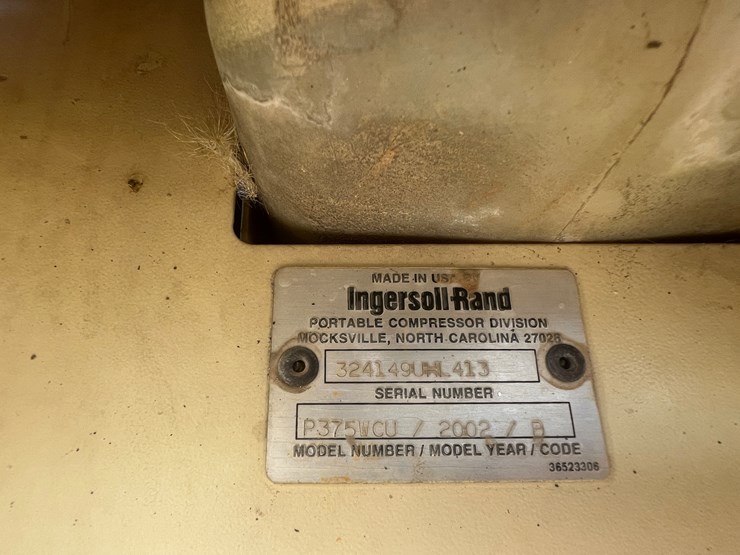 MADE IN USA
Ingersoll-Rand
PORTABLE COMPRESSOR DIVISION
MOCKSVILLE, NORTH CAROLINA 27028
324149UHL413
SERIAL NUMBER
P375WCU / 2002 / B
MODEL NUMBER / MODEL YEAR / CODE
36523306